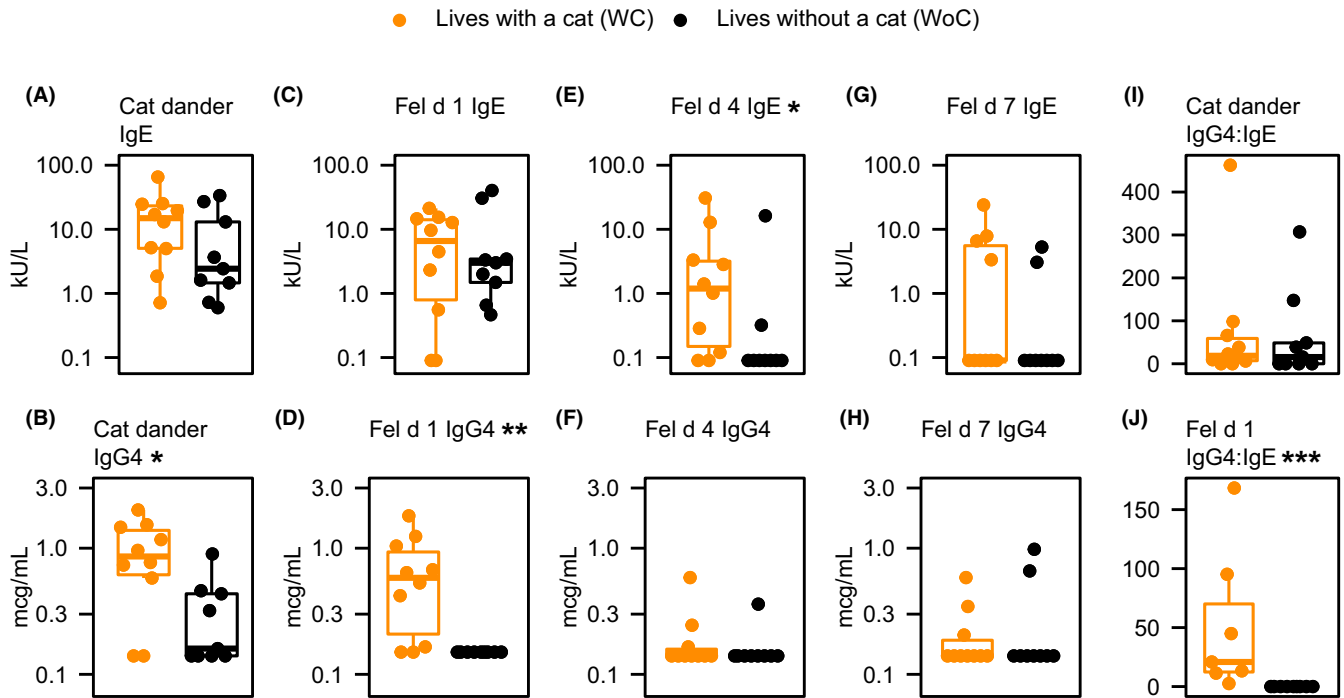 Lives with a cat (WC) Lives without a cat (WoC)
(A) Cat dander IgE
kU/L
100.0
10.0
1.0
0.1
(C) Fel d 1 IgE
kU/L
100.0
10.0
1.0
0.1
(E) Fel d 4 IgE *
kU/L
100.0
10.0
1.0
0.1
(G) Fel d 7 IgE
kU/L
100.0
10.0
1.0
0.1
(I) Cat dander
IgG4:IgE
400
300
200
100
0
(B) Cat dander
IgG4 *
mcg/mL
3.0
1.0
0.3
0.1
(D) Fel d 1 IgG4 **
mcg/mL
3.0
1.0
0.3
0.1
(F) Fel d 4 IgG4
mcg/mL
3.0
1.0
0.3
0.1
(H) Fel d 7 IgG4
mcg/mL
3.0
1.0
0.3
0.1
(J) Fel d 1
IgG4:IgE ***
150
100
50
0